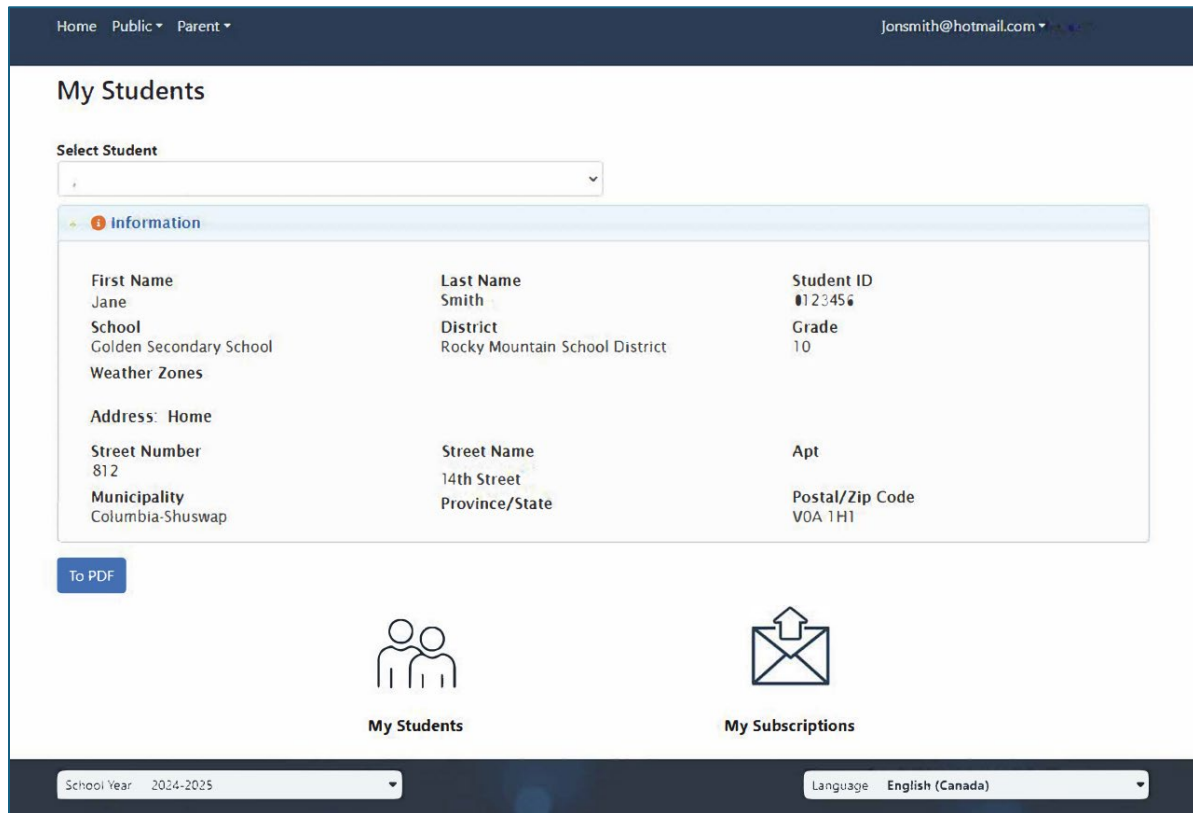 Home Public Parent Jonsmith@hotmail.com
My Students
Select Student
,
Information
First Name Last Name Student ID
Jane Smith 0123456
School District Grade
Golden Secondary School Rocky Mountain School District 10
Weather Zones
Address: Home
Street Number Street Name Apt
812 14th Street
Municipality Province/State Postal/Zip Code
Columbia-Shuswap V0A 1H1
To PDF
My Students My Subscriptions
School Year 2024-2025 Language English (Canada)